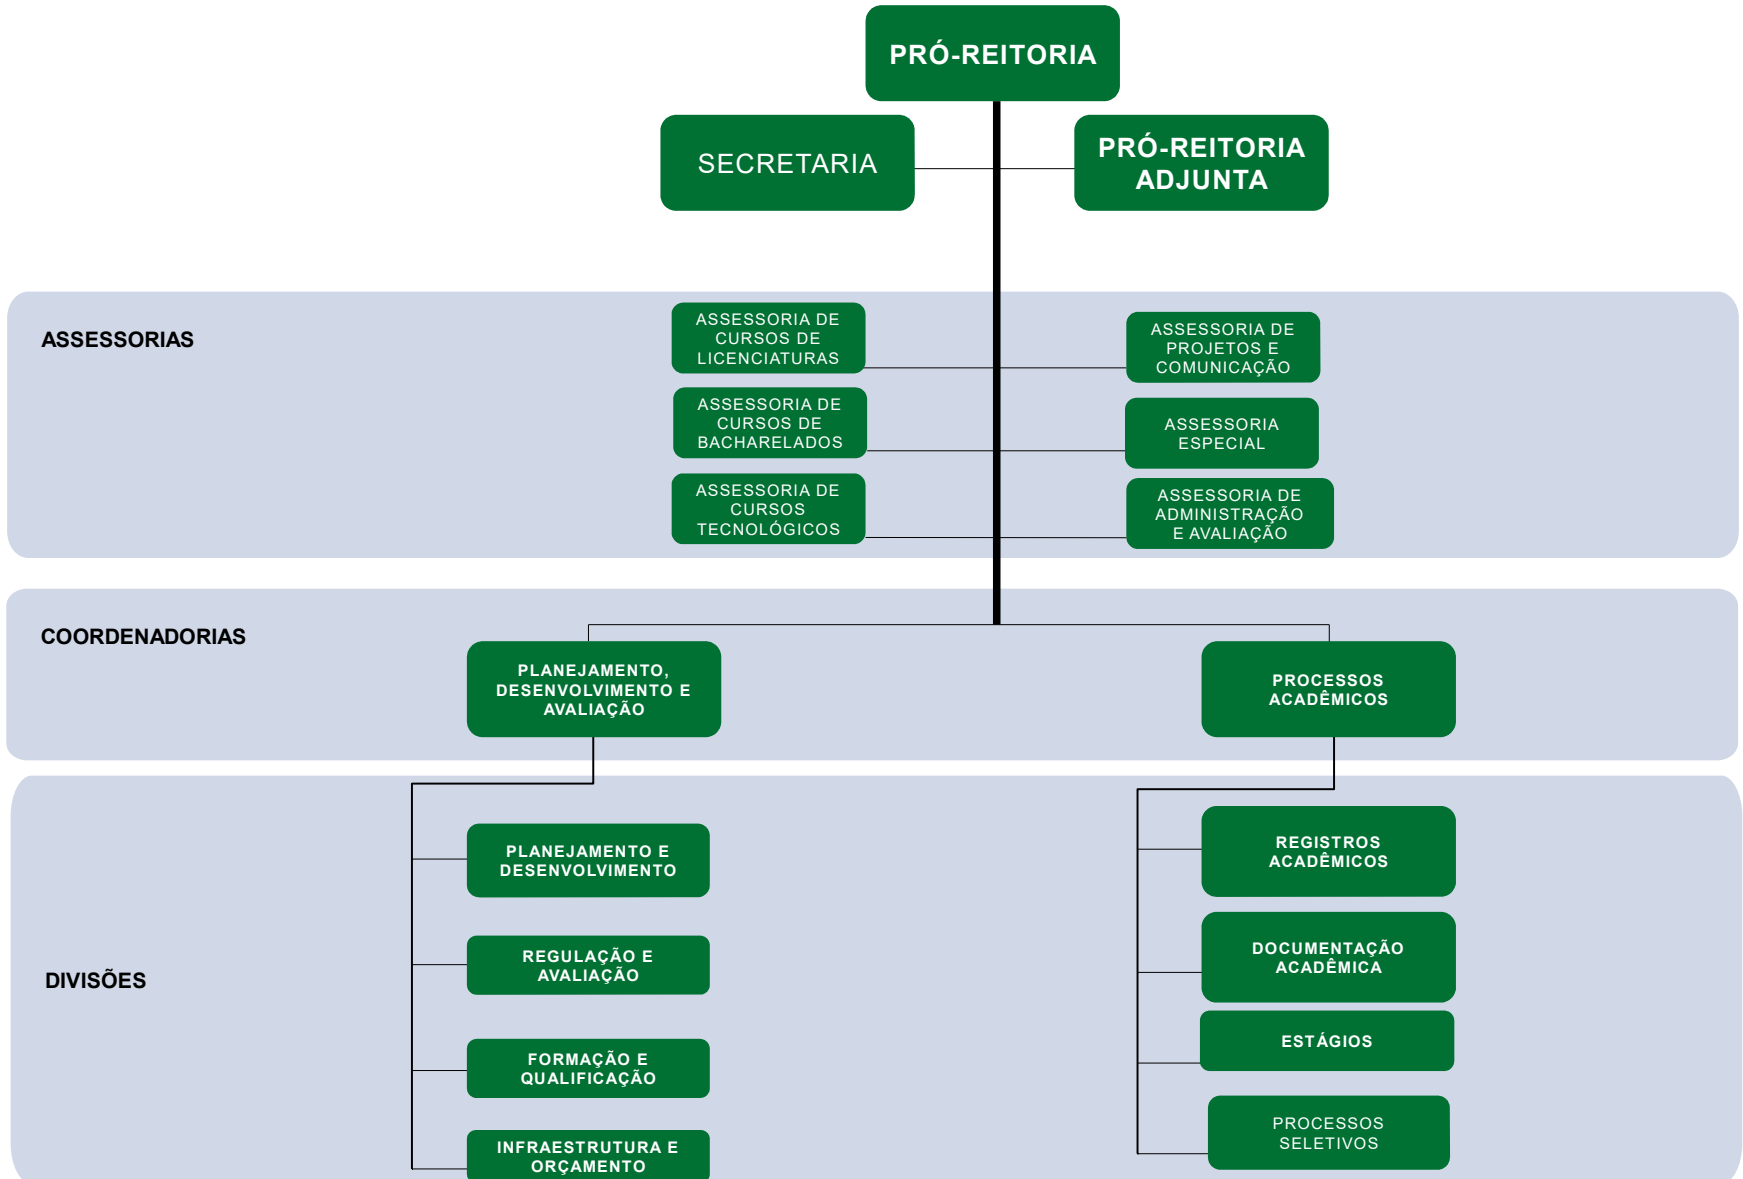 PRÓ-REITORIA
SECRETARIA
PRÓ-REITORIA
ADJUNTA
ASSESSORIAS
ASSESSORIA DE
CURSOS DE
LICENCIATURAS
ASSESSORIA DE
PROJETOS E
COMUNICAÇÃO
ASSESSORIA DE
CURSOS DE
BACHARELADOS
ASSESSORIA
ESPECIAL
ASSESSORIA DE
CURSOS
TECNOLÓGICOS
ASSESSORIA DE
ADMINISTRAÇÃO
E AVALIAÇÃO
COORDENADORIAS
PLANEJAMENTO,
DESENVOLVIMENTO E
AVALIAÇÃO
PROCESSOS
ACADÊMICOS
DIVISÕES
PLANEJAMENTO E
DESENVOLVIMENTO
REGULAÇÃO E
AVALIAÇÃO
FORMAÇÃO E
QUALIFICAÇÃO
INFRAESTRUTURA E
ORÇAMENTO
REGISTROS
ACADÊMICOS
DOCUMENTAÇÃO
ACADÊMICA
ESTÁGIOS
PROCESSOS
SELETIVOS